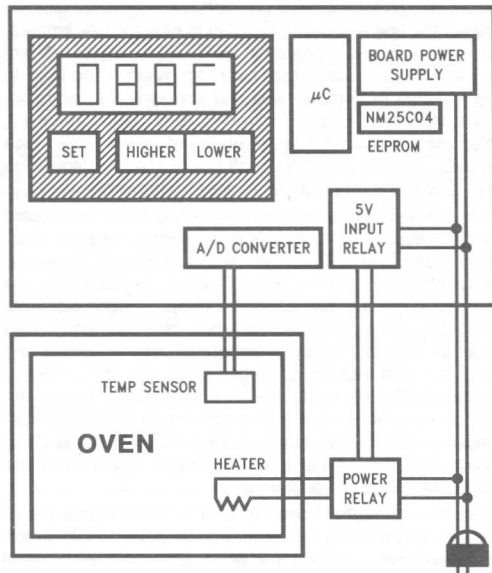 088F
SET
HIGHER
LOWER
μC
BOARD POWER
SUPPLY
NM25C04
EEPROM
A/D CONVERTER
5V
INPUT
RELAY
TEMP SENSOR
OVEN
HEATER
POWER
RELAY